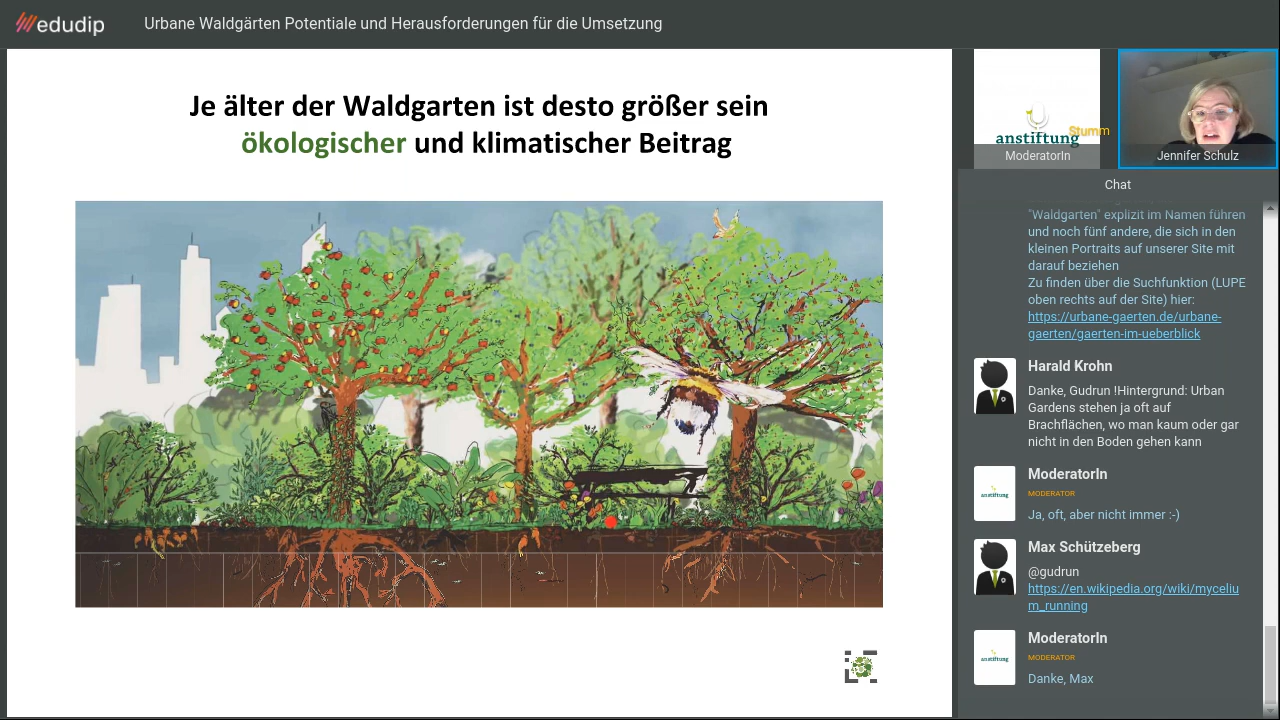 edudip
Urbane Waldgärten Potentiale und Herausforderungen für die Umsetzung
Je älter der Waldgarten ist desto größer sein
ökologischer und klimatischer Beitrag
anstiftung
Stumm
ModeratorIn
Jennifer Schulz
Chat
"Waldgarten" explizit im Namen führen
und noch fünf andere, die sich in den
kleinen Portraits auf unserer Site mit
darauf beziehen
Zu finden über die Suchfunktion (LUPE
oben rechts auf der Site) hier:
https://urbane-gaerten.de/urbane-
gaerten/gaerten-im-ueberblick
Harald Krohn
Danke, Gudrun !Hintergrund: Urban
Gardens stehen ja oft auf
Brachflächen, wo man kaum oder gar
nicht in den Boden gehen kann
ModeratorIn
MODERATOR
anstiftung
Ja, oft, aber nicht immer :-)
Max Schützeberg
@gudrun
https://en.wikipedia.org/wiki/myceliu
m_running
ModeratorIn
MODERATOR
anstiftung
Danke, Max